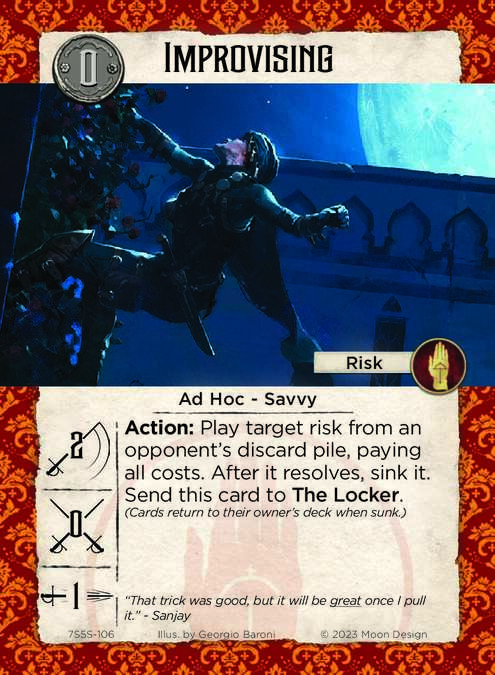 0
IMPROVISING
Risk
Ad Hoc - Savvy
Action: Play target risk from an
opponent's discard pile, paying
all costs. After it resolves, sink it.
Send this card to The Locker.
(Cards return to their owner's deck when sunk.)
2
0
1
"That trick was good, but it will be great once I pull
it." - Sanjay
7S5S-106 Illus. by Georgio Baroni © 2023 Moon Design